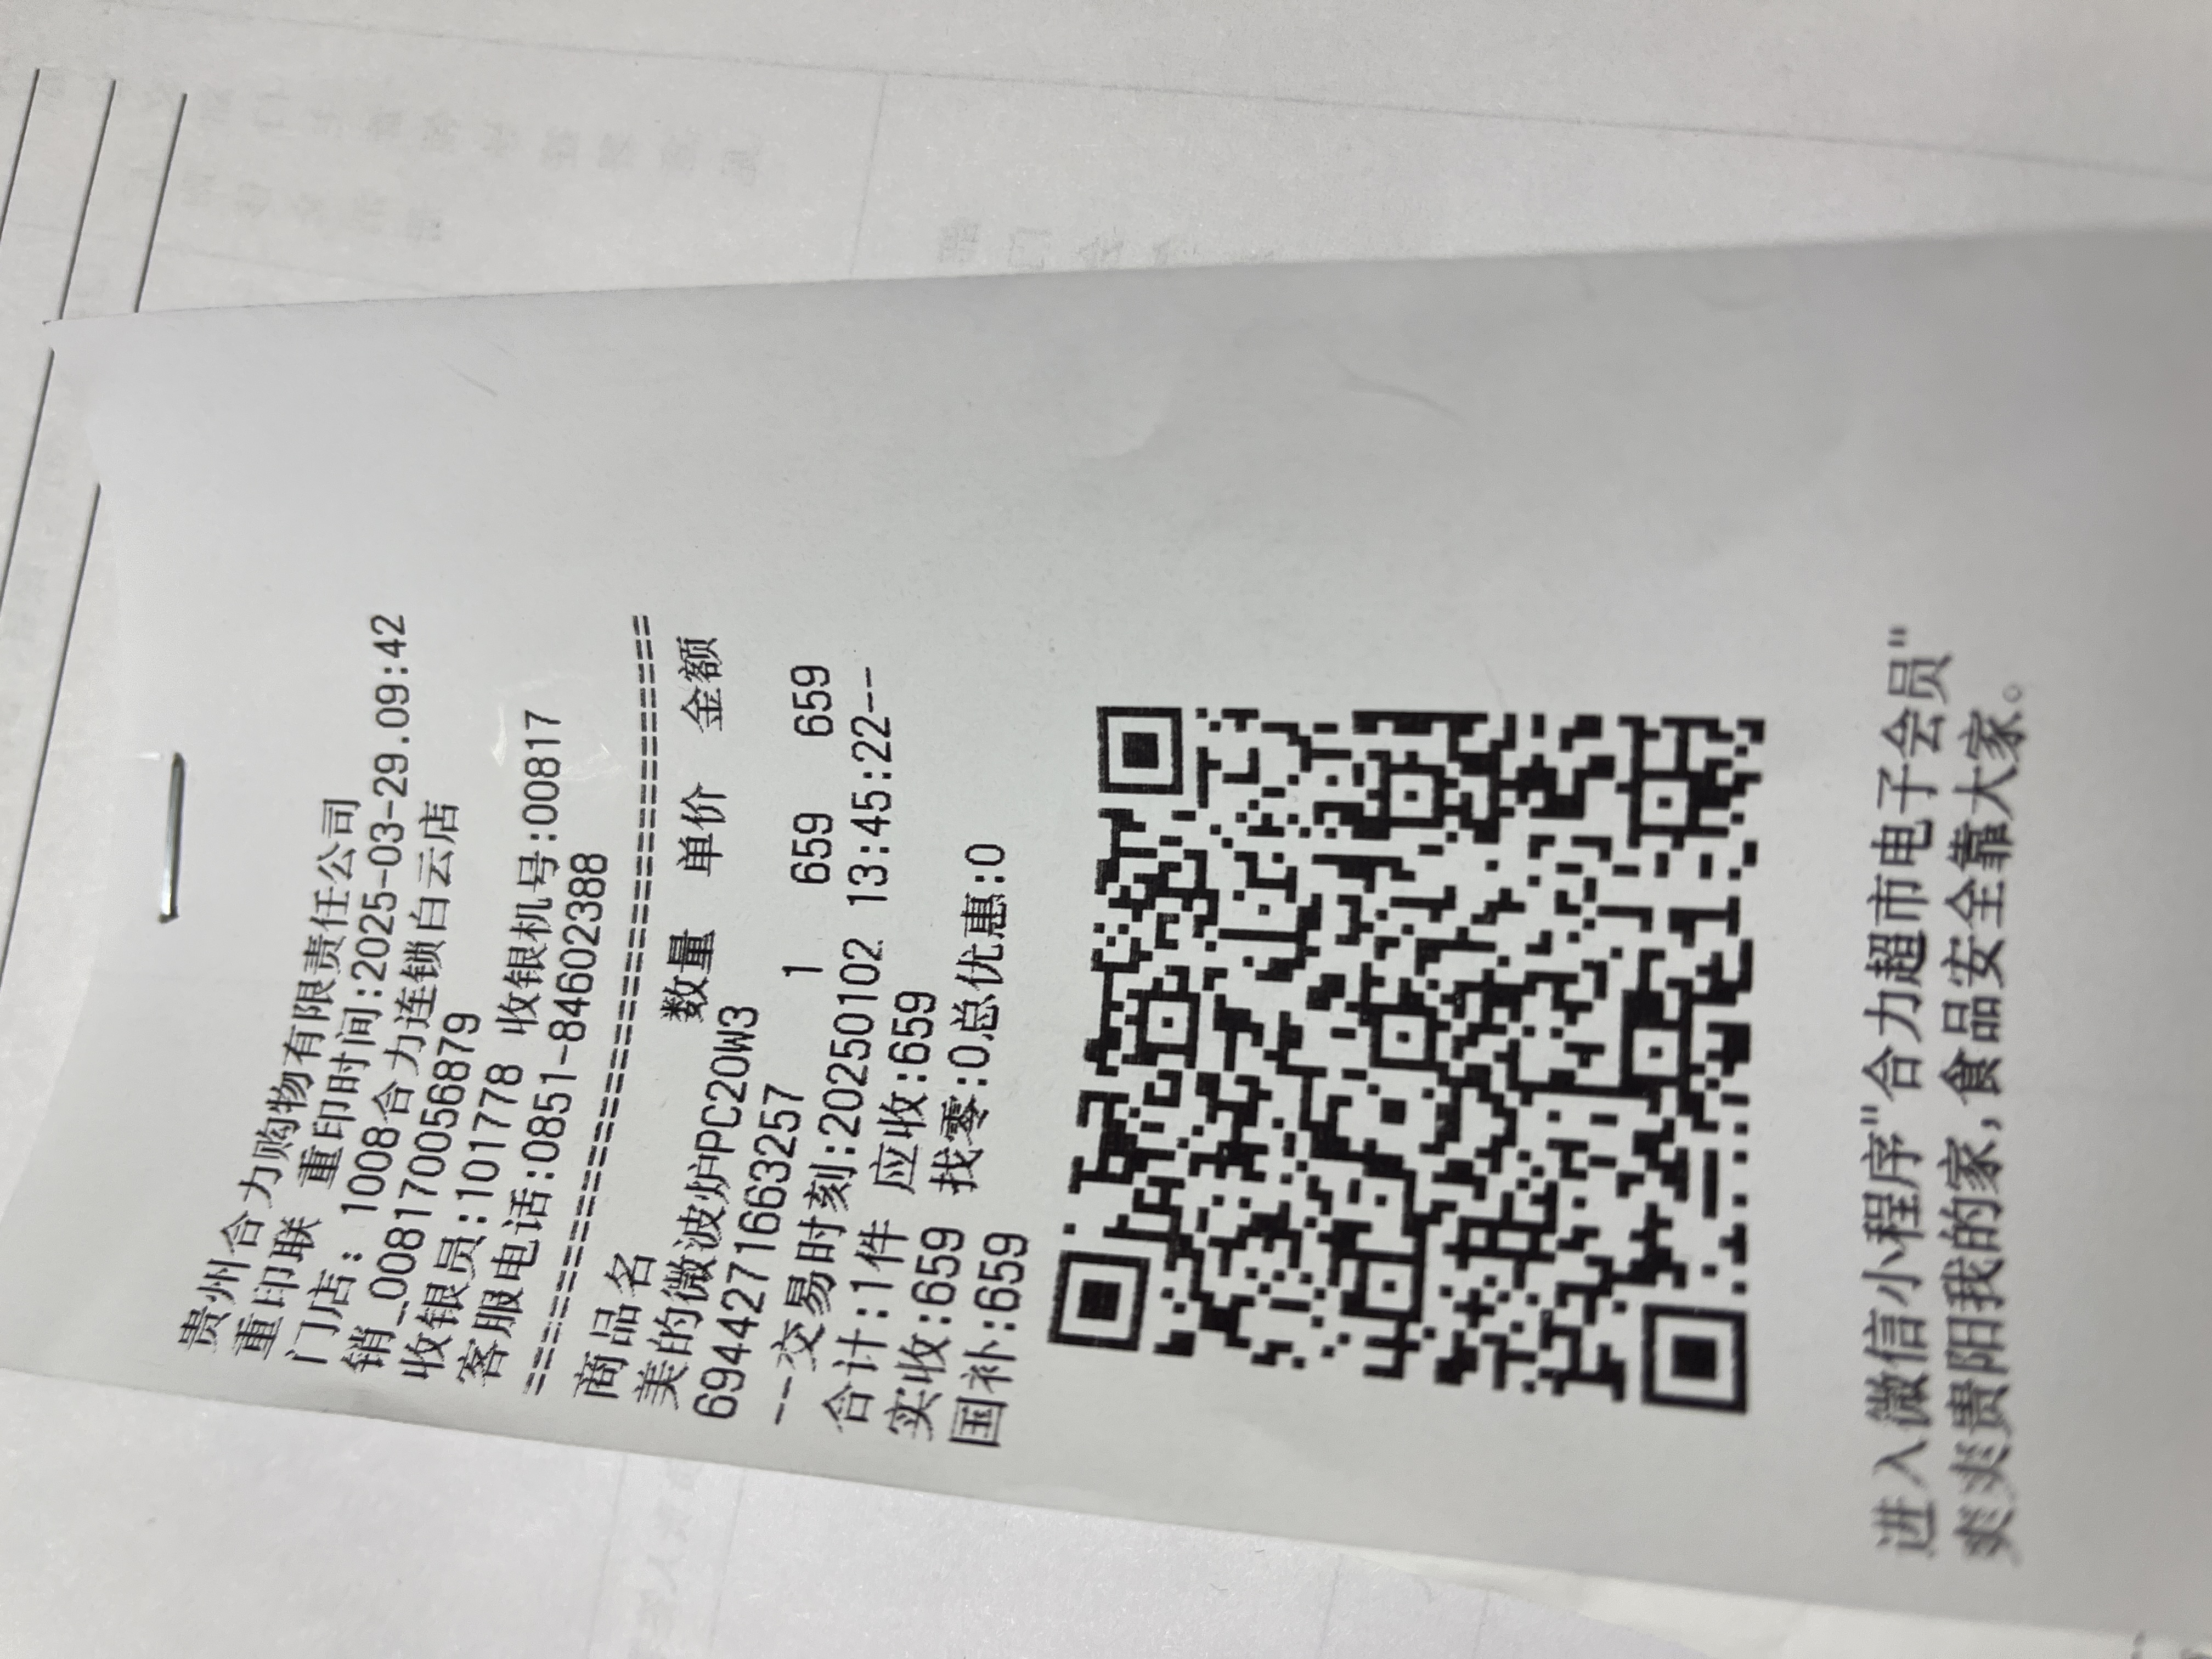 贵州合力购物有限责任公司
重印联 重印时间:2025-03-29.09:42
门店: 1008合力连锁白云店
销_0081700056879
收银员:101778 收银机号:00817
客服电话:0851-84602388
======================================
商品名 数量 单价 金额
美的微波炉PC20W3
6944271663257 1 659 659
--交易时刻:20250102 13:45:22--
合计:1件 应收:659
实收:659 找零:0总优惠:0
国补:659
进入微信小程序"合力超市电子会员"
爽爽贵阳我的家,食品安全靠大家。